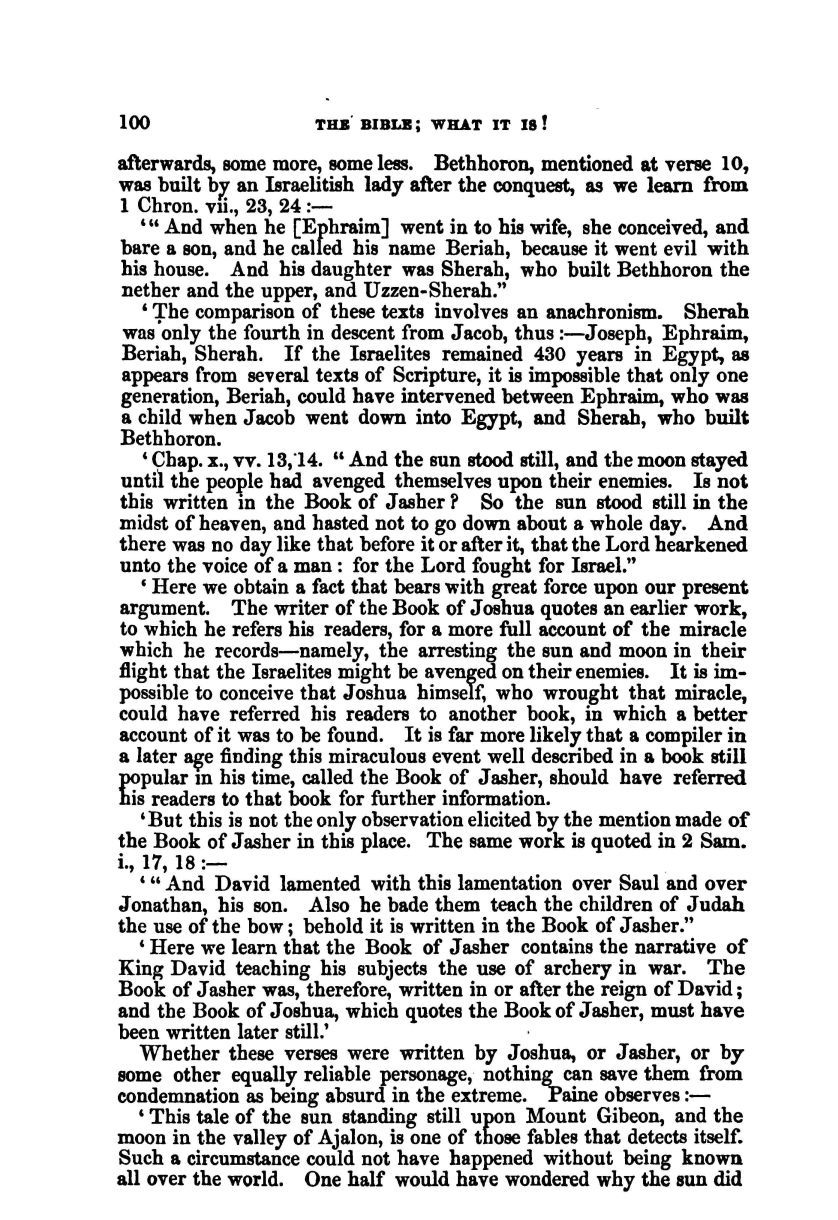 100 THE BIBLE; WHAT IT IS!
afterwards, some more, some less. Bethhoron, mentioned at verse 10,
was built by an Israelitish lady after the conquest, as we learn from
1 Chron. vii., 23, 24 :—
‘“ And when he [Ephraim] went in to his wife, she conceived, and
bare a son, and he called his name Beriah, because it went evil with
his house. And his daughter was Sherah, who built Bethhoron the
nether and the upper, and Uzzen-Sherah.”
‘ The comparison of these texts involves an anachronism. Sherah
was only the fourth in descent from Jacob, thus :—Joseph, Ephraim,
Beriah, Sherah. If the Israelites remained 430 years in Egypt, as
appears from several texts of Scripture, it is impossible that only one
generation, Beriah, could have intervened between Ephraim, who was
a child when Jacob went down into Egypt, and Sherah, who built
Bethhoron.
‘ Chap. x., vv. 13, 14. “ And the sun stood still, and the moon stayed
until the people had avenged themselves upon their enemies. Is not
this written in the Book of Jasher? So the sun stood still in the
midst of heaven, and hasted not to go down about a whole day. And
there was no day like that before it or after it, that the Lord hearkened
unto the voice of a man : for the Lord fought for Israel.”
‘ Here we obtain a fact that bears with great force upon our present
argument. The writer of the Book of Joshua quotes an earlier work,
to which he refers his readers, for a more full account of the miracle
which he records—namely, the arresting the sun and moon in their
flight that the Israelites might be avenged on their enemies. It is im-
possible to conceive that Joshua himself, who wrought that miracle,
could have referred his readers to another book, in which a better
account of it was to be found. It is far more likely that a compiler in
a later age finding this miraculous event well described in a book still
popular in his time, called the Book of Jasher, should have referred
his readers to that book for further information.
‘But this is not the only observation elicited by the mention made of
the Book of Jasher in this place. The same work is quoted in 2 Sam.
i., 17, 18 :—
‘“ And David lamented with this lamentation over Saul and over
Jonathan, his son. Also he bade them teach the children of Judah
the use of the bow; behold it is written in the Book of Jasher.”
‘ Here we learn that the Book of Jasher contains the narrative of
King David teaching his subjects the use of archery in war. The
Book of Jasher was, therefore, written in or after the reign of David;
and the Book of Joshua, which quotes the Book of Jasher, must have
been written later still.’
Whether these verses were written by Joshua, or Jasher, or by
some other equally reliable personage, nothing can save them from
condemnation as being absurd in the extreme. Paine observes :—
‘ This tale of the sun standing still upon Mount Gibeon, and the
moon in the valley of Ajalon, is one of those fables that detects itself.
Such a circumstance could not have happened without being known
all over the world. One half would have wondered why the sun did